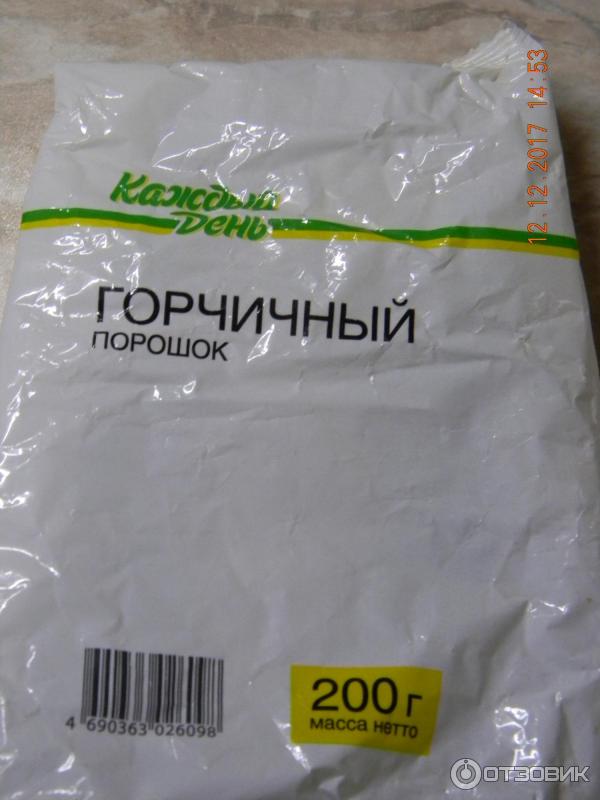 12.12.2017 14:53
Каждый
День
ГОРЧИЧНЫЙ
ПОРОШОК
4 690363 026098
200 г
масса нетто
ОТЗОВИК